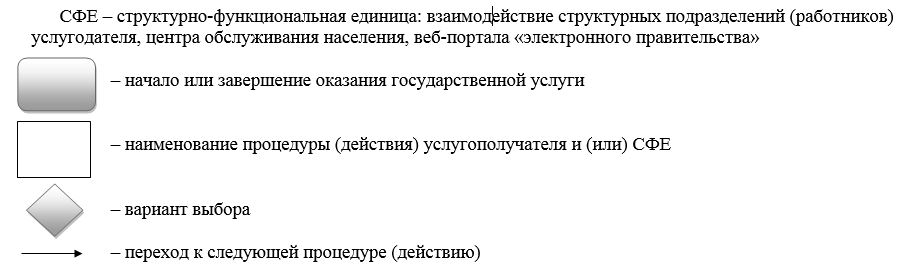 СФЕ – структурно-функциональная единица: взаимодействие структурных подразделений (работников)
услугодателя, центра обслуживания населения, веб-портала «электронного правительства»
– начало или завершение оказания государственной услуги
– наименование процедуры (действия) услугополучателя и (или) СФЕ
– вариант выбора
– переход к следующей процедуре (действию)